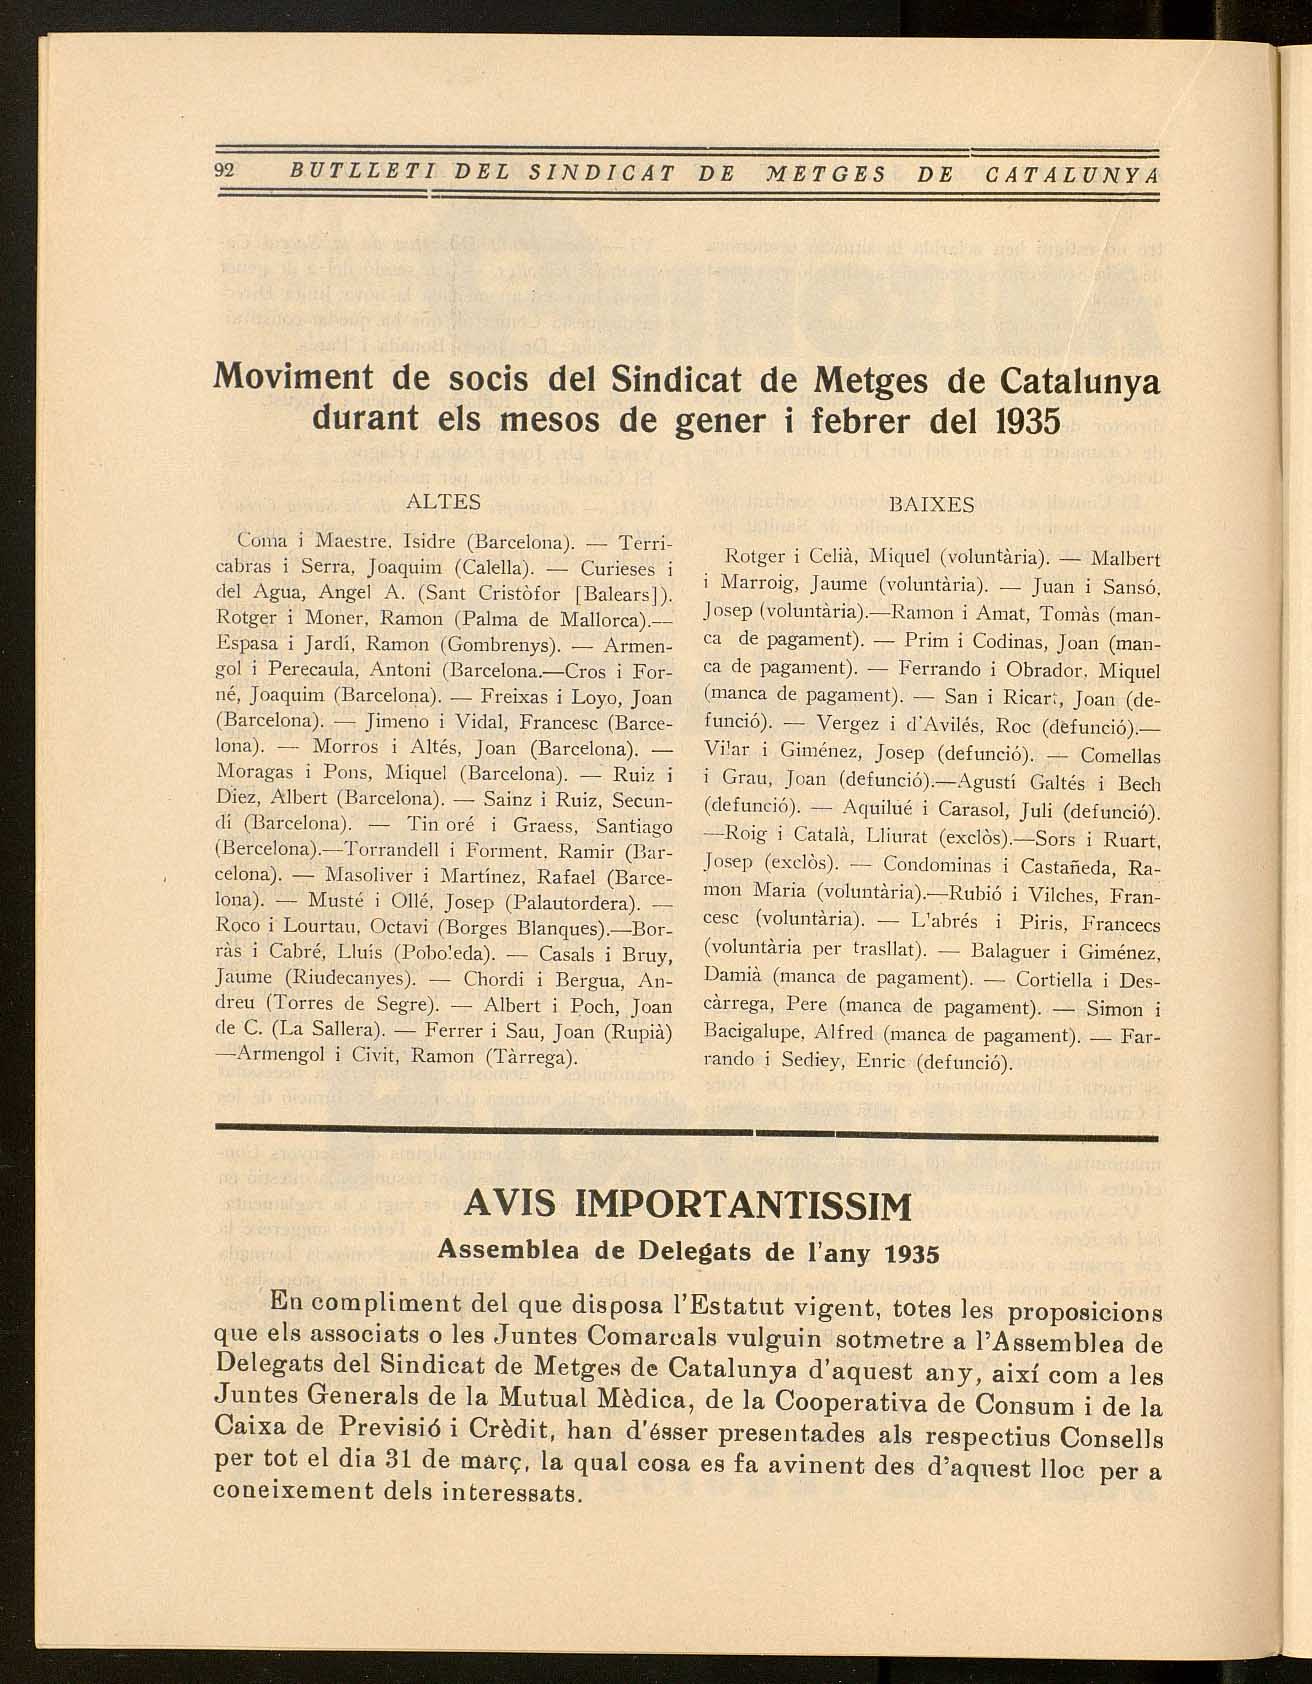 92 BUTLLETI DEL SINDICAT DE METGES DE CATALUNYA
Moviment de socis del Sindicat de Metges de Catalunya
durant els mesos de gener i febrer del 1935
ALTES
Coma i Maestre, Isidre (Barcelona). — Terri-
cabras i Serra, Joaquim (Calella). — Curieses i
del Agua, Angel A. (Sant Cristòfor [Balears]).
Rotger i Moner, Ramon (Palma de Mallorca).—
Espasa i Jardí, Ramon (Gombrenys). — Armen-
gol i Perecaula, Antoni (Barcelona.—Cros i For-
né, Joaquim (Barcelona). — Freixas i Loyo, Joan
(Barcelona). — Jimeno i Vidal, Francesc (Barce-
lona). — Morros i Altés, Joan (Barcelona). —
Moragas i Pons, Miquel (Barcelona). — Ruiz i
Díez, Albert (Barcelona). — Sainz i Ruiz, Secun-
dí (Barcelona). — Tin oré i Graess, Santiago
(Bercelona).—Torrandell i Forment, Ramir (Bar-
celona). — Masoliver i Martínez, Rafael (Barce-
lona). — Musté i Ollé, Josep (Palautordera). —
Roco i Lourtau, Octavi (Borges Blanques).—Bor-
ràs i Cabré, Lluís (Poboleda). — Casals i Bruy,
Jaume (Riudecanyes). — Chordi i Bergua, An-
dreu (Torres de Segre). — Albert i Poch, Joan
de C. (La Sallera). — Ferrer i Sau, Joan (Rupià)
—Armengol i Civit, Ramon (Tàrrega).
BAIXES
Rotger i Celià, Miquel (voluntària). — Malbert
i Marroig, Jaume (voluntària). — Juan i Sansó,
Josep (voluntària).—Ramon i Amat, Tomàs (man-
ca de pagament). — Prim i Codinas, Joan (man-
ca de pagament). — Ferrando i Obrador, Miquel
(manca de pagament). — San i Ricart, Joan (de-
funció). — Vergez i d'Avilés, Roc (defunció).—
Vilar i Giménez, Josep (defunció). — Comellas
i Grau, Joan (defunció).—Agustí Galtés i Bech
(defunció). — Aquilué i Carasol, Juli (defunció).
—Roig i Català, Lliurat (exclòs).—Sors i Ruart,
Josep (exclòs). — Condominas i Castañeda, Ra-
mon Maria (voluntària).—Rubió i Vilches, Fran-
cesc (voluntària). — L'abrés i Piris, Francecs
(voluntària per trasllat). — Balaguer i Giménez,
Damià (manca de pagament). — Cortiella i Des-
càrrega, Pere (manca de pagament). — Simon i
Bacigalupe, Alfred (manca de pagament). — Far-
rando i Sediey, Enric (defunció).
AVIS IMPORTANTISSIM
Assemblea de Delegats de l'any 1935
En compliment del que disposa l'Estatut vigent, totes les proposicions
que els associats o les Juntes Comarcals vulguin sotmetre a l'Assemblea de
Delegats del Sindicat de Metges de Catalunya d'aquest any, així com a les
Juntes Generals de la Mutual Mèdica, de la Cooperativa de Consum i de la
Caixa de Previsió i Crèdit, han d'ésser presentades als respectius Consells
per tot el dia 31 de març, la qual cosa es fa avinent des d'aquest lloc per a
coneixement dels interessats.